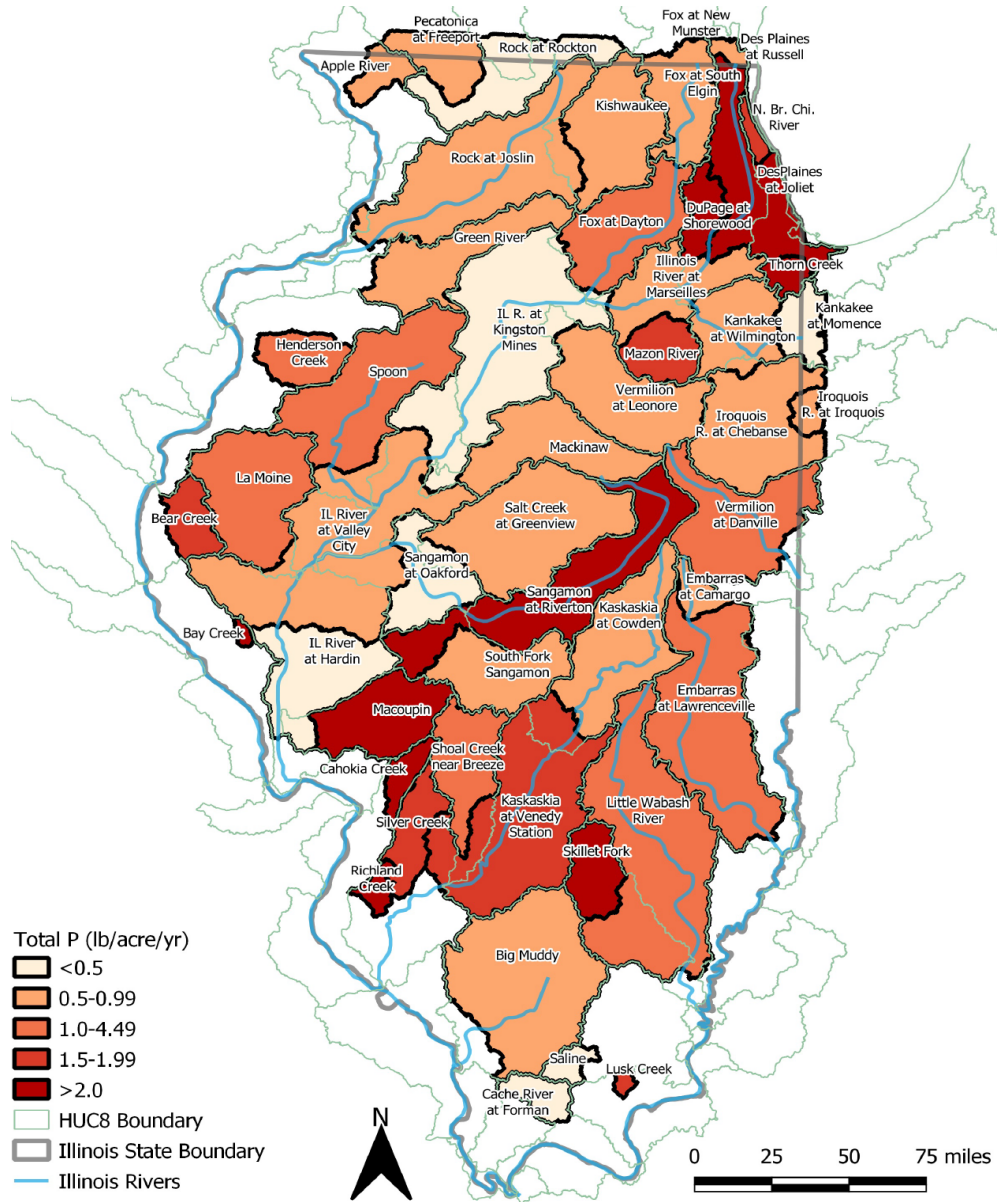 Pecatonica
at Freeport
Rock at Rockton
Fox at New
Munster
Des Plaines
at Russell
Apple River
Fox at South
Elgin
Kishwaukee
N. Br. Chi.
River
Rock at Joslin
DesPlaines
at Joliet
DuPage at
Shorewood
Fox at Dayton
Green River
Thorn Creek
Illinois
River at
Marseilles
IL R. at
Kingston
Mines
Kankakee
at Momence
Kankakee
at Wilmington
Henderson
Creek
Spoon
Mazon River
Vermilion
at Leonore
Iroquois
R. at Iroquois
Iroquois
R. at Chebanse
Mackinaw
La Moine
Salt Creek
at Greenview
Vermilion
at Danville
Bear Creek
IL River
at Valley
City
Sangamon
at Oakford
Embarras
at Camargo
Sangamon
at Riverton
Kaskaskia
at Cowden
Bay Creek
IL River
at Hardin
South Fork
Sangamon
Embarras
at Lawrenceville
Macoupin
Shoal Creek
near Breeze
Cahokia Creek
Kaskaskia
at Venedy
Station
Little Wabash
River
Silver Creek
Skillet Fork
Richland
Creek
Big Muddy
Saline
Lusk Creek
Cache River
at Forman
Total P (lb/acre/yr)
<0.5
0.5-0.99
1.0-4.49
1.5-1.99
>2.0
HUC8 Boundary
Illinois State Boundary
Illinois Rivers
N
0 25 50 75 miles